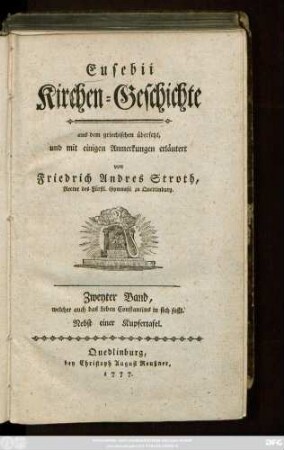 Eusebii
Kirchen-Geschichte
aus dem griechischen übersetzt,
und mit einigen Anmerkungen erläutert
von
Friedrich Andres Stroth,
Rector des Fürstl. Gymnasii zu Quedlinburg.
Zweyter Band,
welcher auch das Leben Constantins in sich faßt.
Nebst einer Kupfertafel.
Quedlinburg,
bey Christoph August Reußner,
1777.